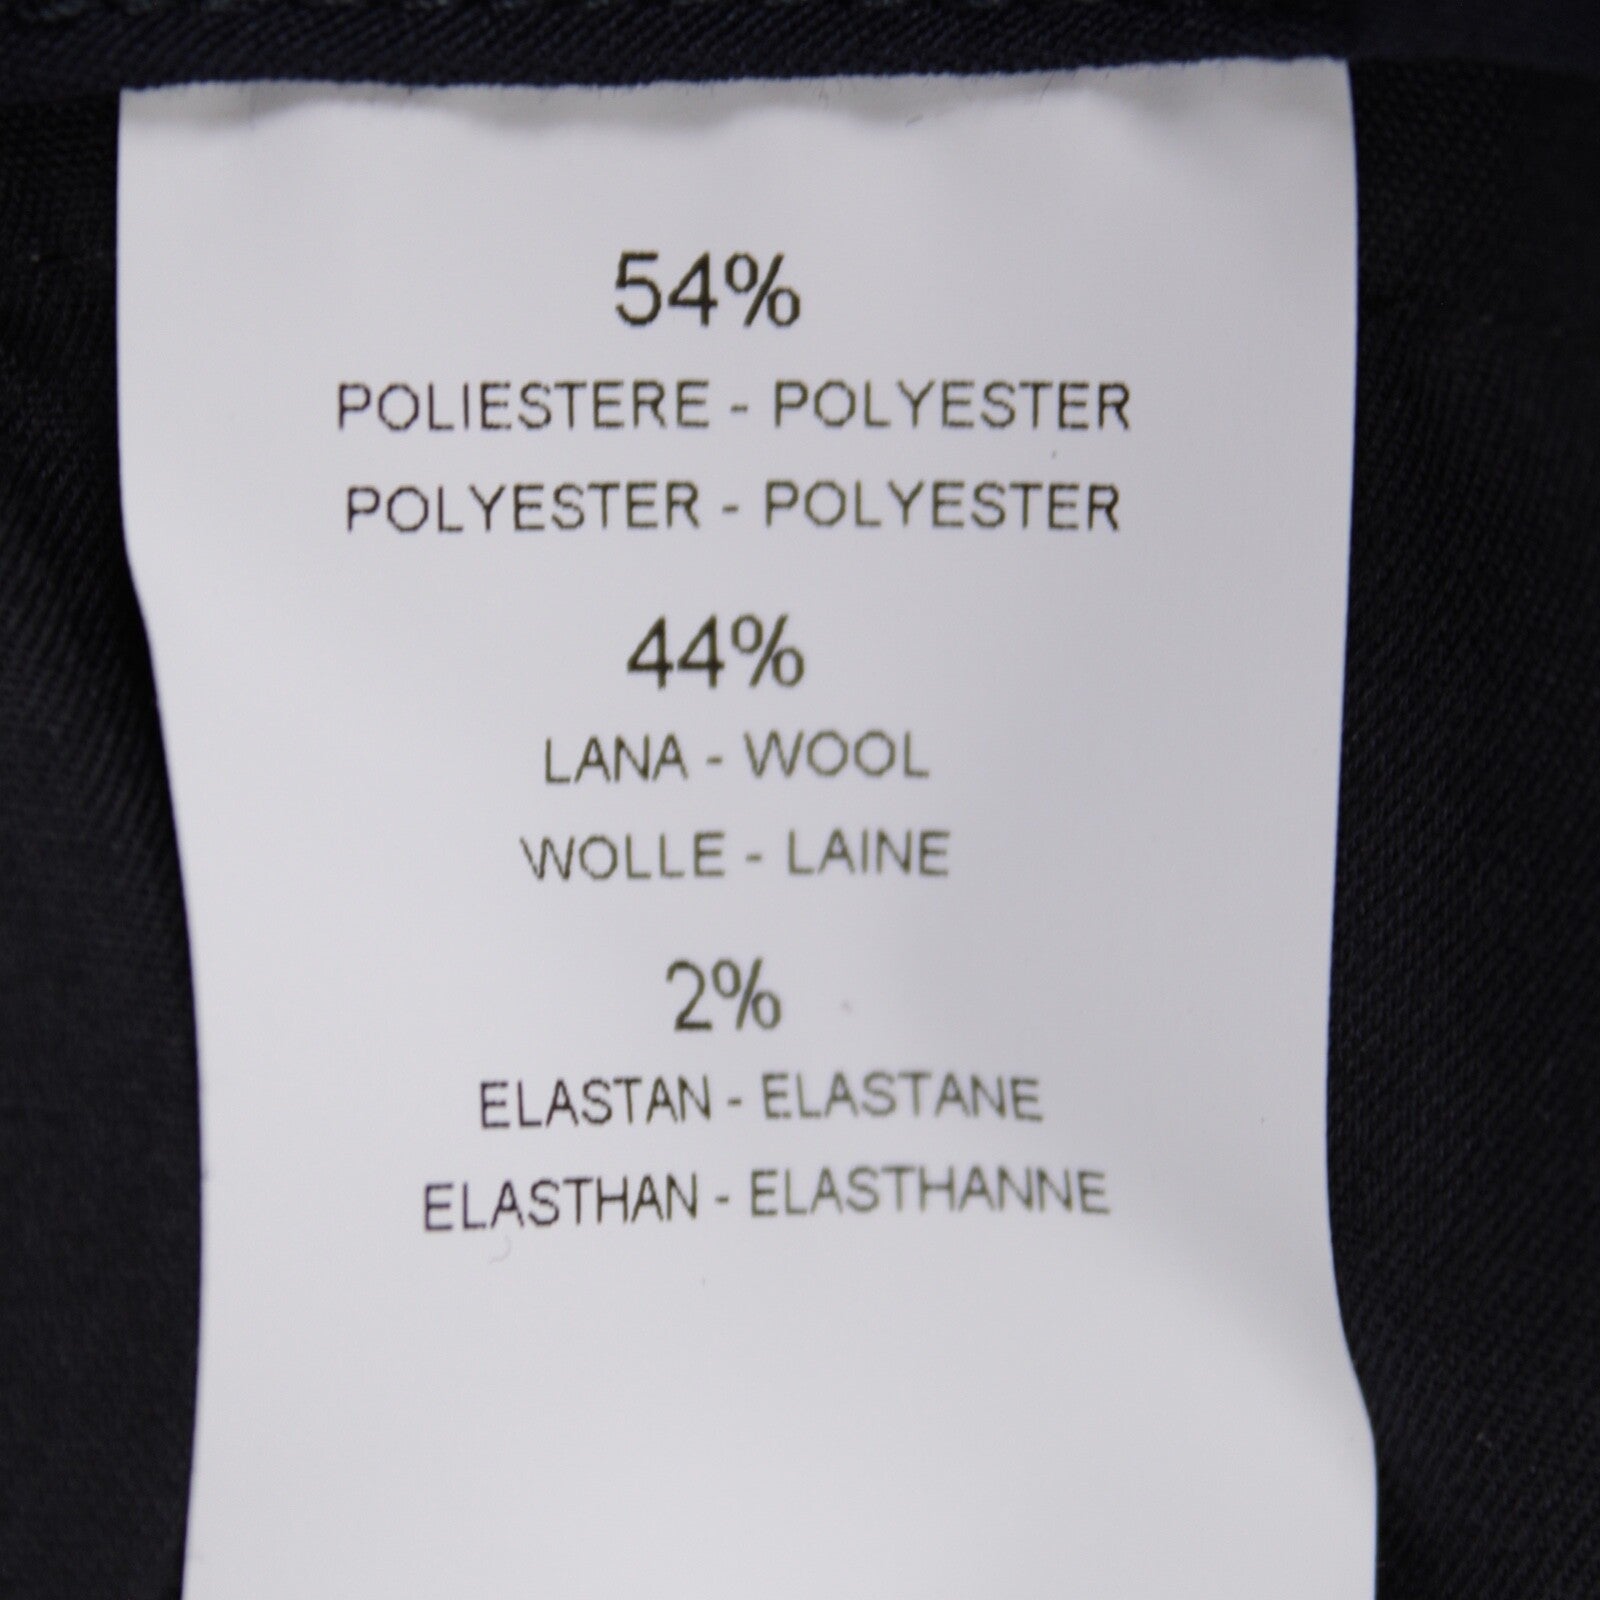 54%
POLIESTERE - POLYESTER
POLYESTER - POLYESTER
44%
LANA - WOOL
WOLLE - LAINE
2%
ELASTAN - ELASTANE
ELASTHAN - ELASTHANNE